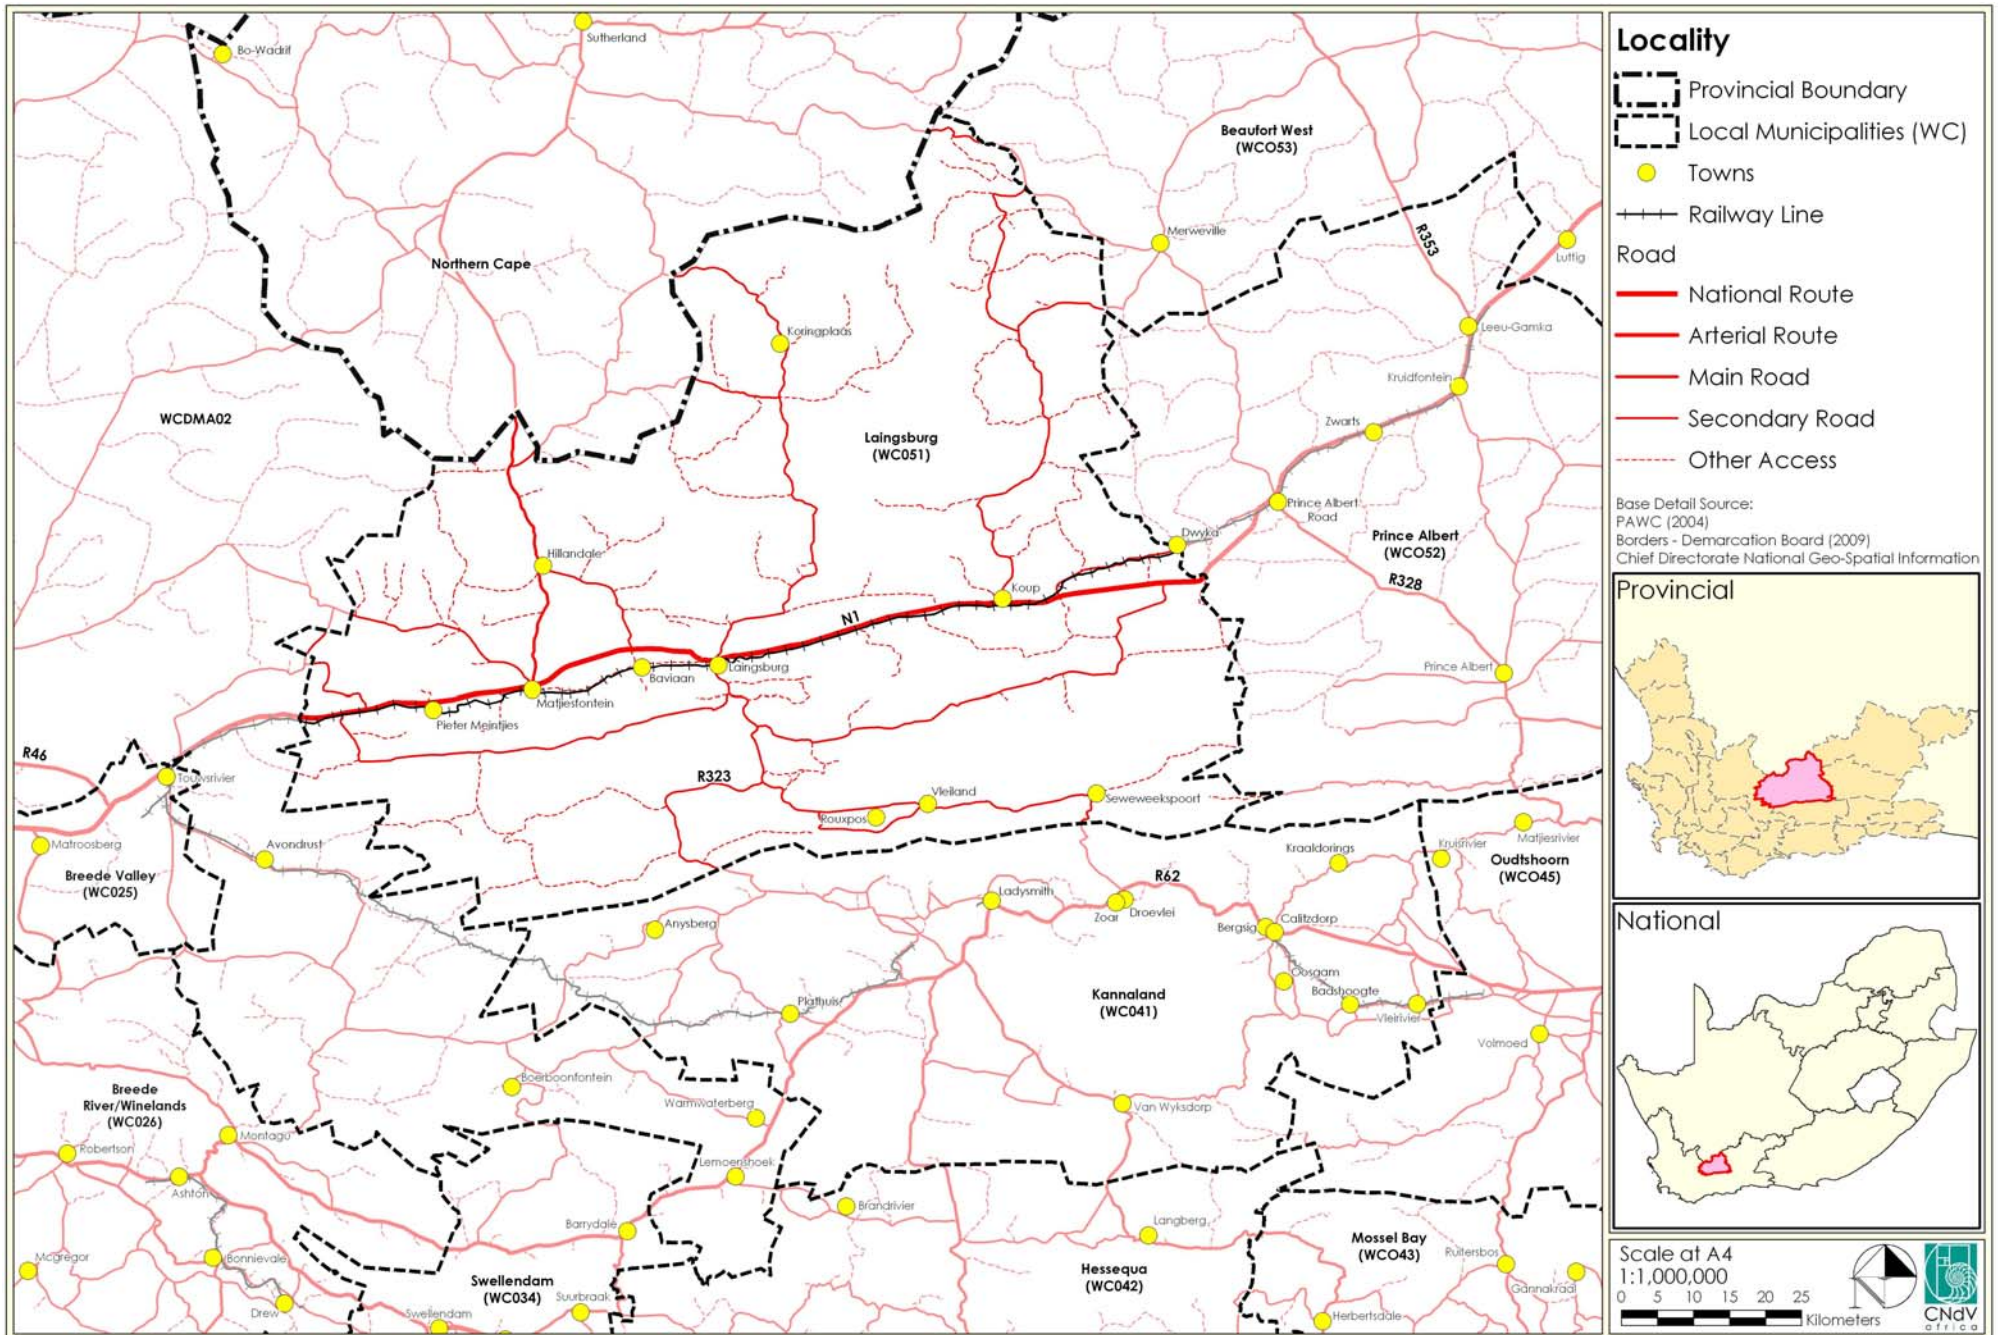 Bo-Wadrif
Sutherland
Beaufort West
(WCO53)
Merweville
R353
Luttig
Northern Cape
Koringplaas
Leeu-Gamka
Kruidfontein
WCDMA02
Zwarts
Laingsburg
(WC051)
Prince Albert
Road
Dwyka
Prince Albert
(WCO52)
Hillandale
R328
Koup
N1
Prince Albert
Laingsburg
Baviaan
Matjiesfontein
Pieter Meintjies
R46
Touwsrivier
R323
Vleiland
Seweweekspoort
Rouxpos
Matroosberg
Avondrust
Kraaldorings
Kruisrivier
Matjiesrivier
Oudtshoorn
(WCO45)
Breede Valley
(WC025)
R62
Ladysmith
Zoar
Droevlei
Anysberg
Bergsig
Calitzdorp
Oosgam
Kannaland
(WC041)
Badshoogte
Vleirivier
Plathuis
Volmoed
Boerboonfontein
Breede
River/Winelands
(WC026)
Warmwaterberg
Van Wyksdorp
Montagu
Robertson
Lemoenshoek
Ashton
Brandrivier
Barrydale
Langberg
Mossel Bay
(WCO43)
Ruitersbos
Mcgregor
Bonnievale
Hessequa
(WC042)
Gannakraal
Swellendam
(WC034)
Suurbraak
Drew
Swellendam
Herbertsdale
Locality
Provincial Boundary
Local Municipalities (WC)
Towns
Railway Line
Road
National Route
Arterial Route
Main Road
Secondary Road
Other Access
Base Detail Source:
PAWC (2004)
Borders - Demarcation Board (2009)
Chief Directorate National Geo-Spatial Information
Provincial
National
Scale at A4
1:1,000,000
0 5 10 15 20 25
Kilometers
CNdV
africa